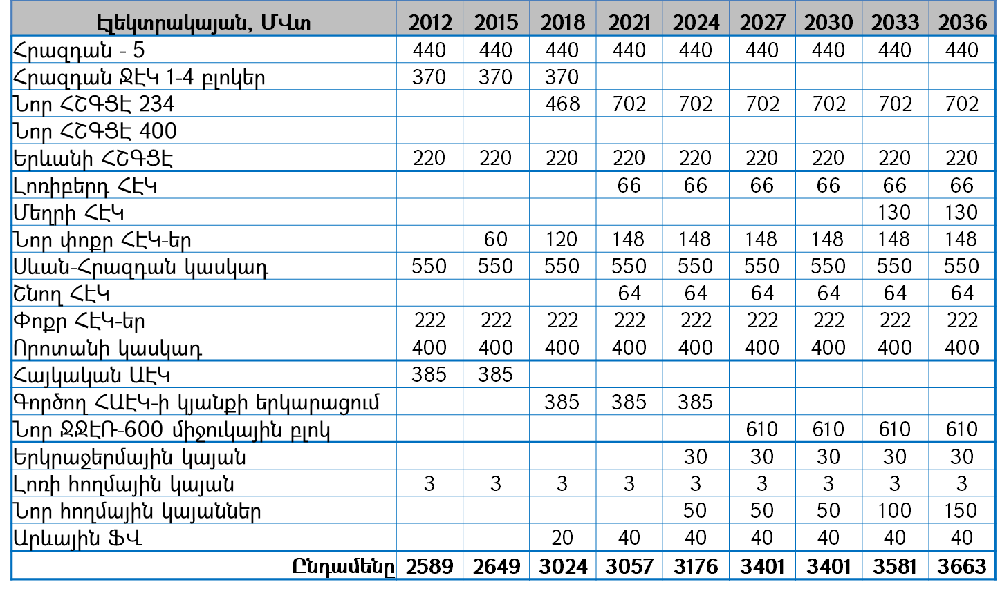 Էլեկտրակայան, ՄՎտ 2012 2015 2018 2021 2024 2027 2030 2033 2036
Հրազդան - 5 440 440 440 440 440 440 440 440 440
Հրազդան ՋԷԿ 1-4 բլոկեր 370 370 370
Նոր ՀՇԳՑԷ 234 468 702 702 702 702 702 702
Նոր ՀՇԳՑԷ 400
Երևանի ՀՇԳՑԷ 220 220 220 220 220 220 220 220 220
Լոռիբերդ ՀԷԿ 66 66 66 66 66 66
Մեղրի ՀԷԿ 130 130
Նոր փոքր ՀԷԿ-եր 60 120 148 148 148 148 148 148
Սևան-Հրազդան կասկադ 550 550 550 550 550 550 550 550 550
Շնող ՀԷԿ 64 64 64 64 64 64
Փոքր ՀԷԿ-եր 222 222 222 222 222 222 222 222 222
Որոտանի կասկադ 400 400 400 400 400 400 400 400 400
Հայկական ԱԷԿ 385 385
Գործող ՀԱԷԿ-ի կյանքի երկարացում 385 385 385
Նոր ՋՋԷՌ-600 միջուկային բլոկ 610 610 610 610
Երկրաջերմային կայան 30 30 30 30 30
Լոռի հողմային կայան 3 3 3 3 3 3 3 3 3
Նոր հողմային կայաններ 50 50 50 100 150
Արևային ՖՎ 20 40 40 40 40 40 40
Ընդամենը 2589 2649 3024 3057 3176 3401 3401 3581 3663